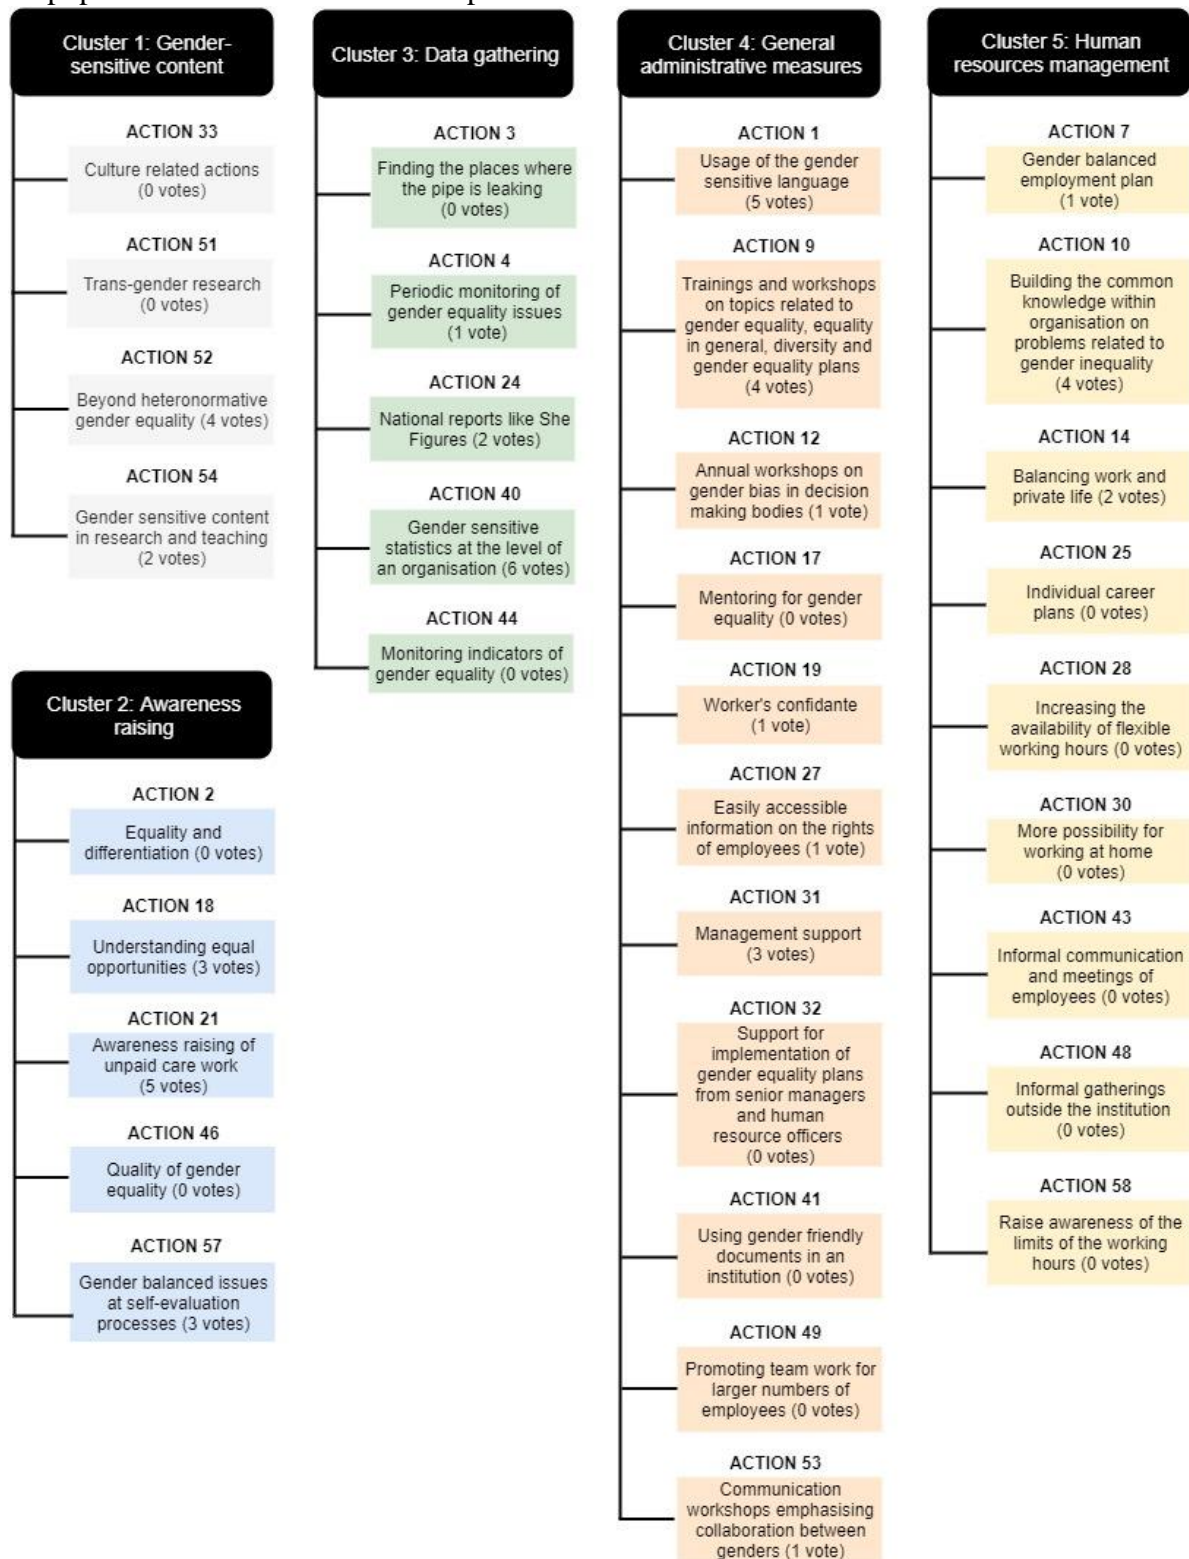 Cluster 1: Gender-
sensitive content
ACTION 33
Culture related actions
(0 votes)
ACTION 51
Trans-gender research
(0 votes)
ACTION 52
Beyond heteronormative
gender equality (4 votes)
ACTION 54
Gender sensitive content
in research and teaching
(2 votes)
Cluster 2: Awareness
raising
ACTION 2
Equality and
differentiation (0 votes)
ACTION 18
Understanding equal
opportunities (3 votes)
ACTION 21
Awareness raising of
unpaid care work
(5 votes)
ACTION 46
Quality of gender
equality (0 votes)
ACTION 57
Gender balanced issues
at self-evaluation
processes (3 votes)
Cluster 3: Data gathering
ACTION 3
Finding the places where
the pipe is leaking
(0 votes)
ACTION 4
Periodic monitoring of
gender equality issues
(1 vote)
ACTION 24
National reports like She
Figures (2 votes)
ACTION 40
Gender sensitive
statistics at the level of
an organisation (6 votes)
ACTION 44
Monitoring indicators of
gender equality (0 votes)
Cluster 4: General
administrative measures
ACTION 1
Usage of the gender
sensitive language
(5 votes)
ACTION 9
Trainings and workshops
on topics related to
gender equality, equality
in general, diversity and
gender equality plans
(4 votes)
ACTION 12
Annual workshops on
gender bias in decision
making bodies (1 vote)
ACTION 17
Mentoring for gender
equality (0 votes)
ACTION 19
Worker's confidante
(1 vote)
ACTION 27
Easily accessible
information on the rights
of employees (1 vote)
ACTION 31
Management support
(3 votes)
ACTION 32
Support for
implementation of
gender equality plans
from senior managers
and human
resource officers
(0 votes)
ACTION 41
Using gender friendly
documents in an
institution (0 votes)
ACTION 49
Promoting team work for
larger numbers of
employees (0 votes)
ACTION 53
Communication
workshops emphasising
collaboration between
genders (1 vote)
Cluster 5: Human
resources management
ACTION 7
Gender balanced
employment plan
(1 vote)
ACTION 10
Building the common
knowledge within
organisation on
problems related to
gender inequality
(4 votes)
ACTION 14
Balancing work and
private life (2 votes)
ACTION 25
Individual career
plans (0 votes)
ACTION 28
Increasing the
availability of flexible
working hours (0 votes)
ACTION 30
More possibility for
working at home
(0 votes)
ACTION 43
Informal communication
and meetings of
employees (0 votes)
ACTION 48
Informal gatherings
outside the institution
(0 votes)
ACTION 58
Raise awareness of the
limits of the working
hours (0 votes)